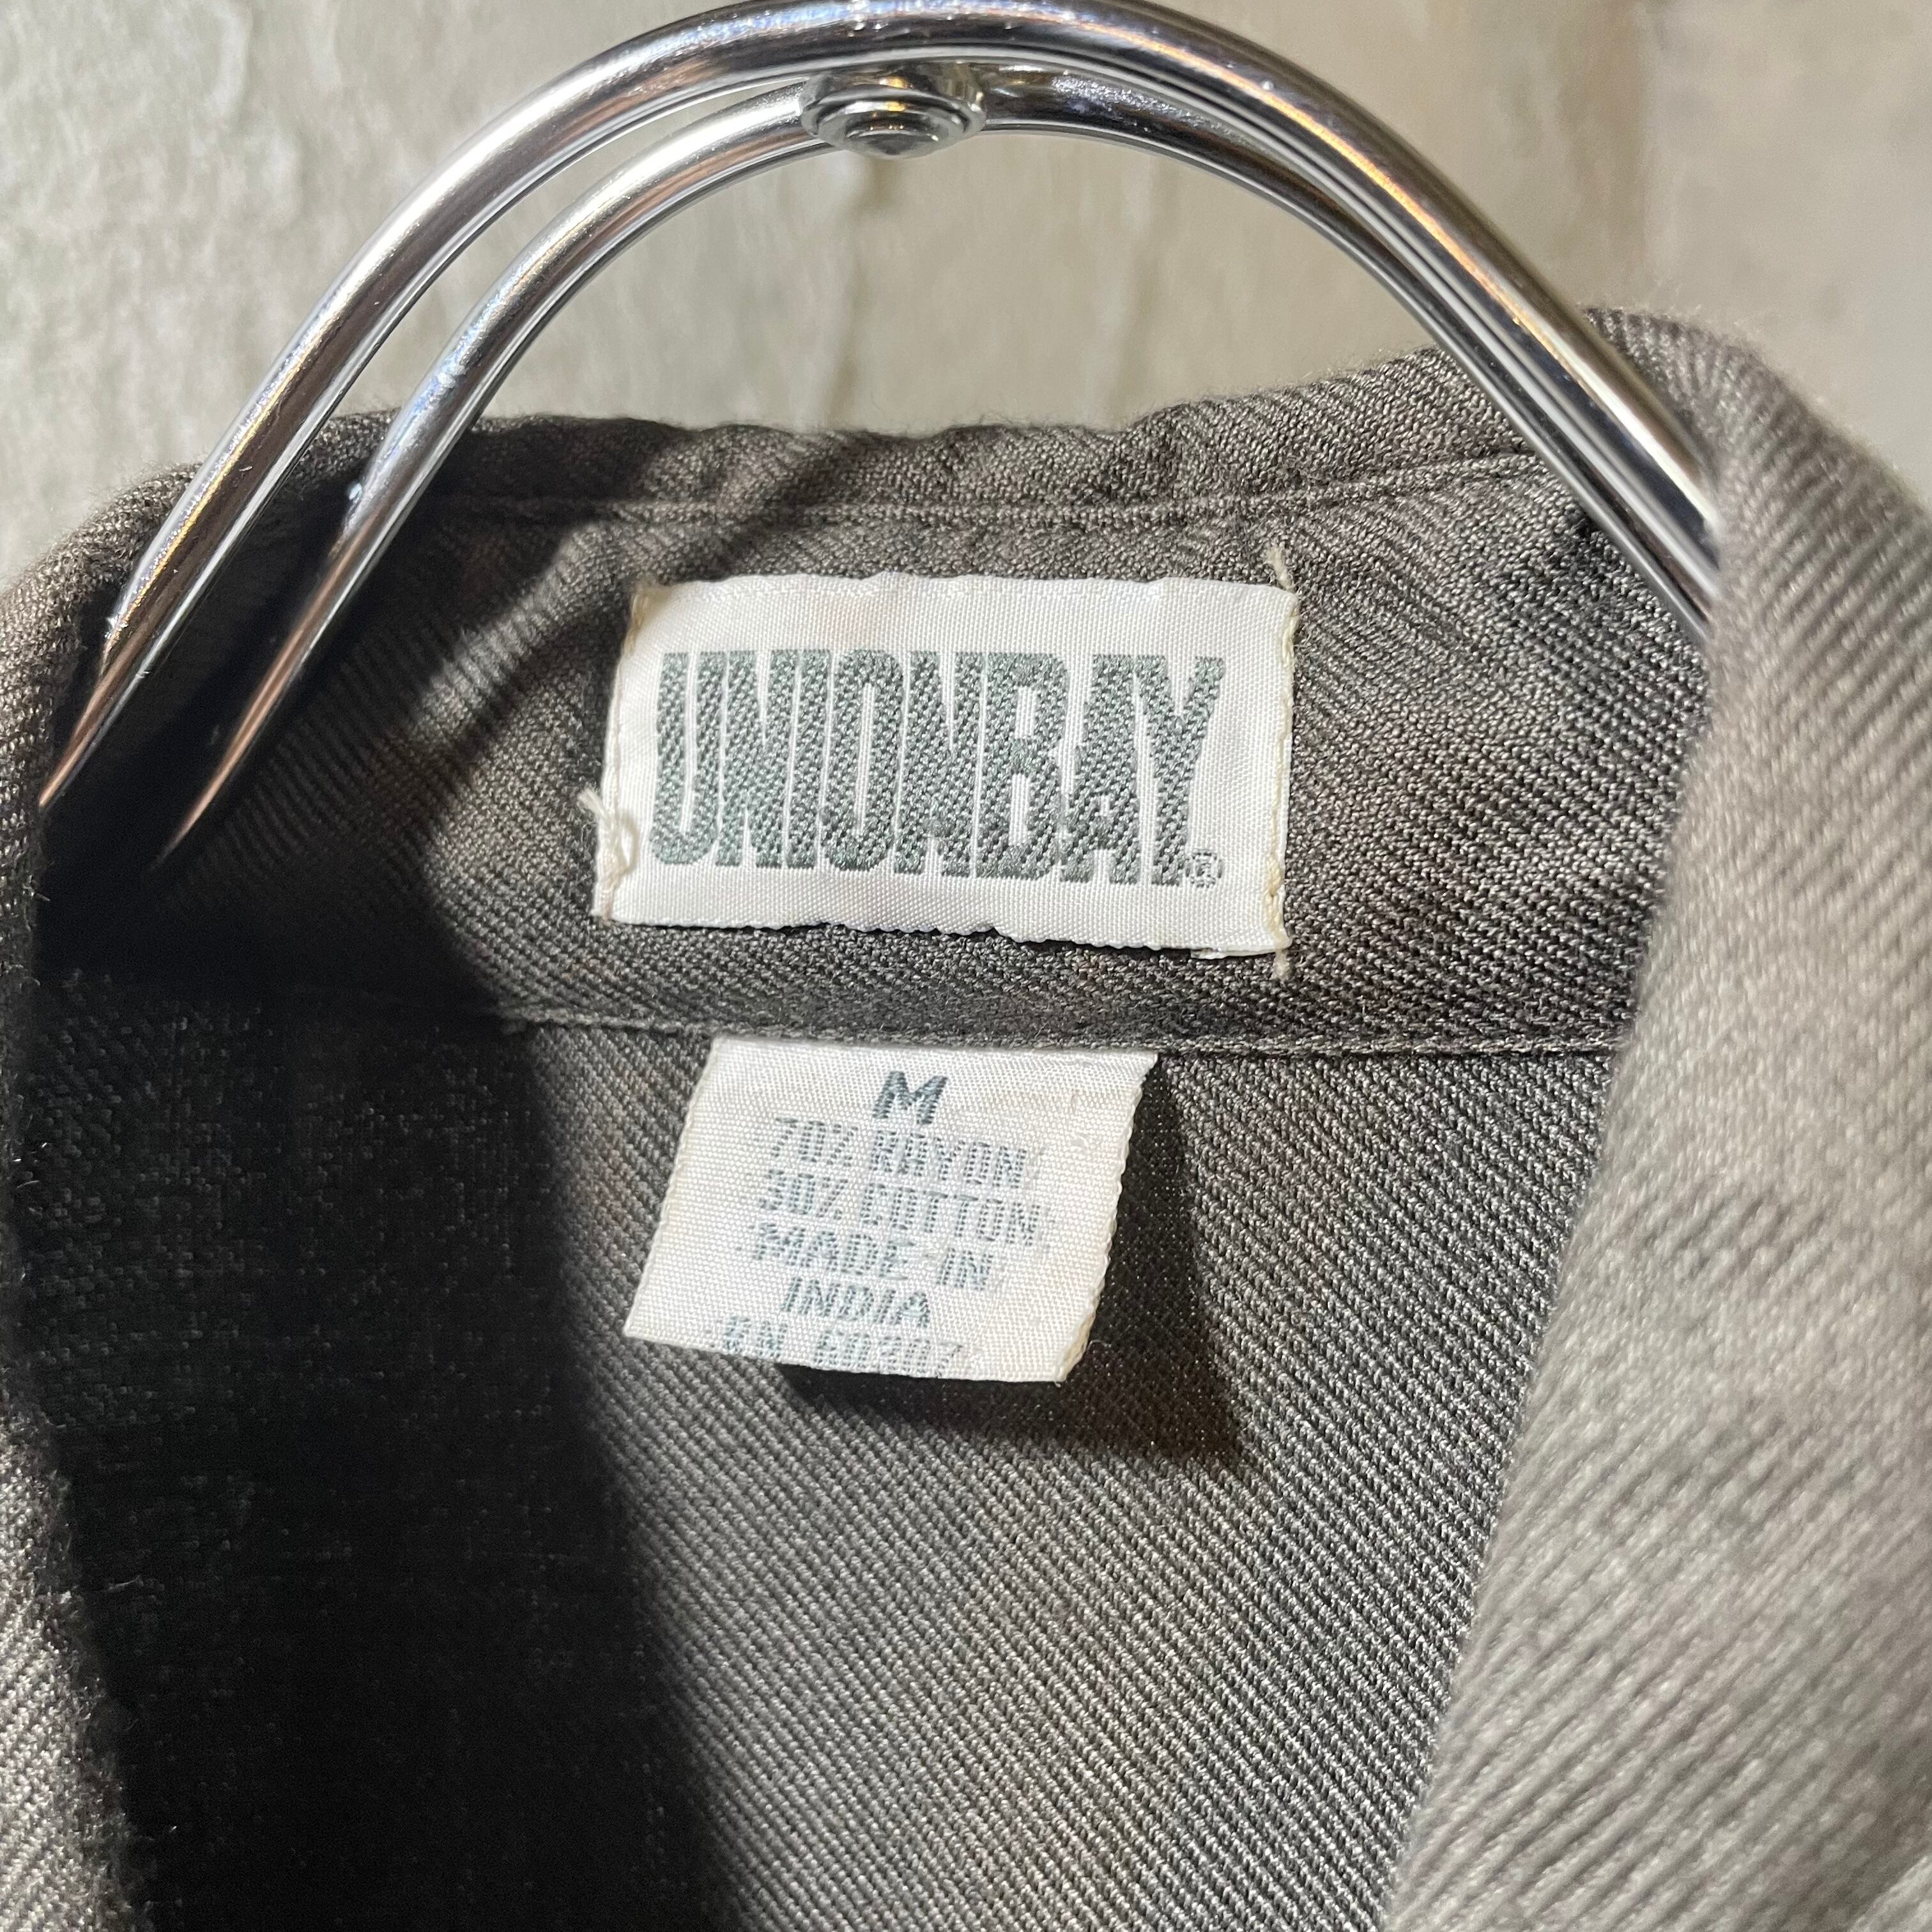 UNIONBAY®
M
70% RAYON
30% COTTON
MADE IN
INDIA